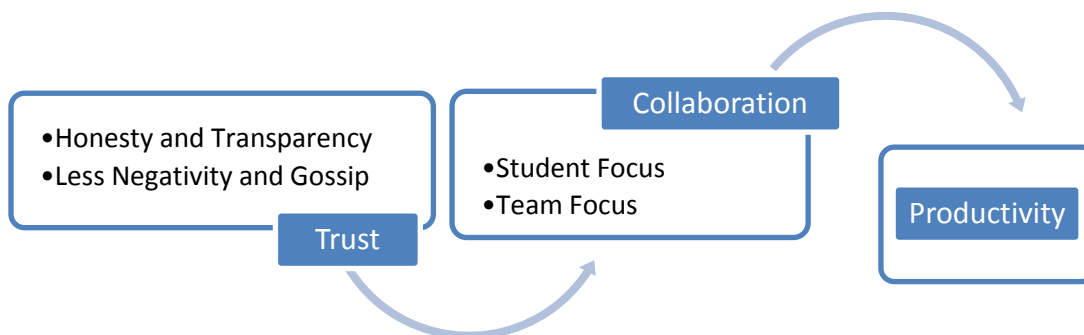 •Honesty and Transparency
•Less Negativity and Gossip
Trust
Collaboration
•Student Focus
•Team Focus
Productivity